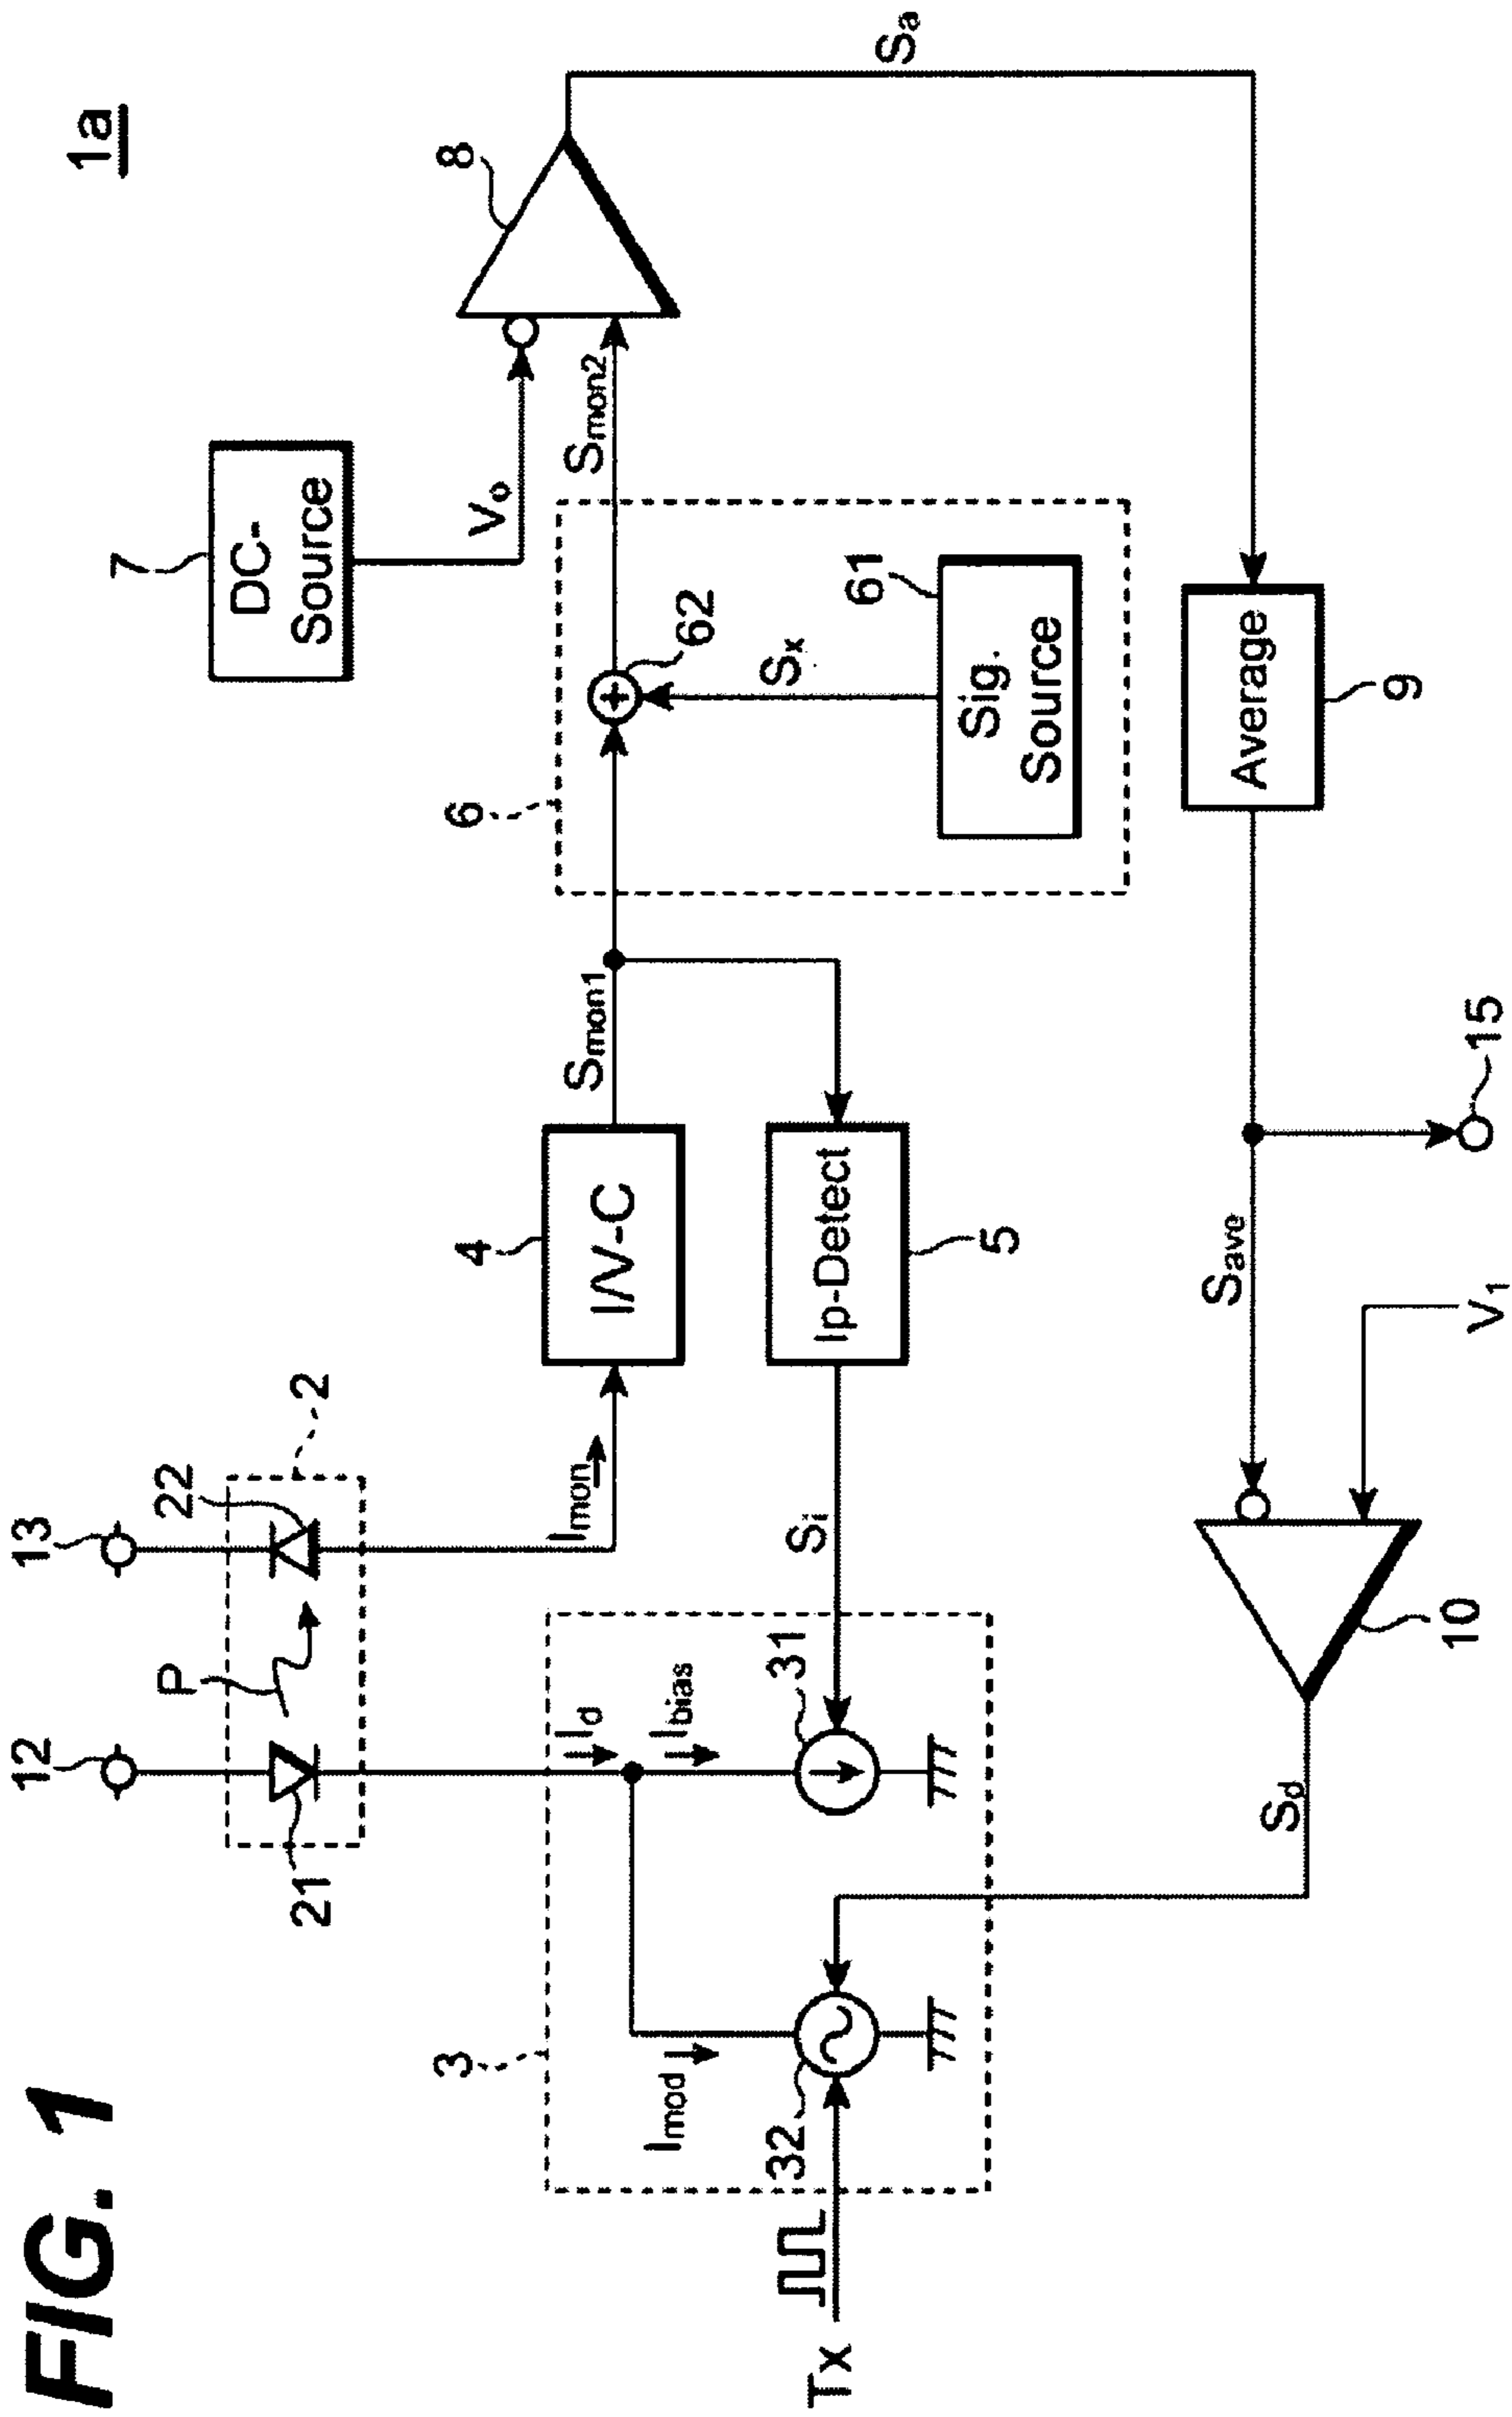 FIG. 1
1a
12
13
7
DC-
Source
8
P
22
2
21
Vo
Smon2
Sa
Imon
4
I/V-C
Smon1
6
62
Sx
61
Sig.
Source
3
Id
Ibias
Imod
31
32
Si
Ip-Detect
5
Tx
Average
9
Save
15
V1
10
Sd